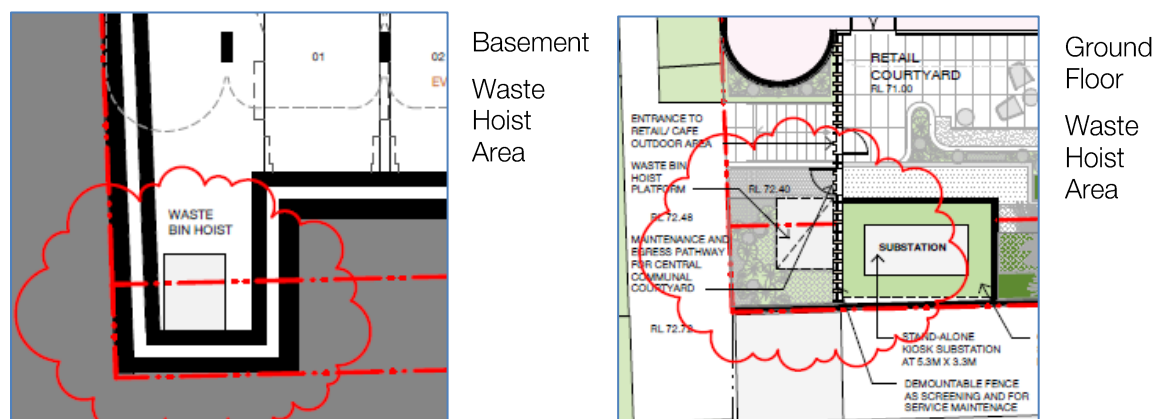 01
02
EV
WASTE
BIN HOIST
Basement
Waste
Hoist
Area
RETAIL
COURTYARD
RL 71.00
ENTRANCE TO
RETAIL/ CAFE
OUTDOOR AREA
WASTE BIN
HOIST
PLATFORM
RL 72.40
RL 72.48
MAINTENANCE AND
EGRESS PATHWAY
FOR CENTRAL
COMMUNAL
COURTYARD
RL 72.72
SUBSTATION
STAND-ALONE
KIOSK SUBSTATION
AT 5.3M X 3.3M
DEMOUNTABLE FENCE
AS SCREENING AND FOR
SERVICE MAINTENACE
Ground
Floor
Waste
Hoist
Area